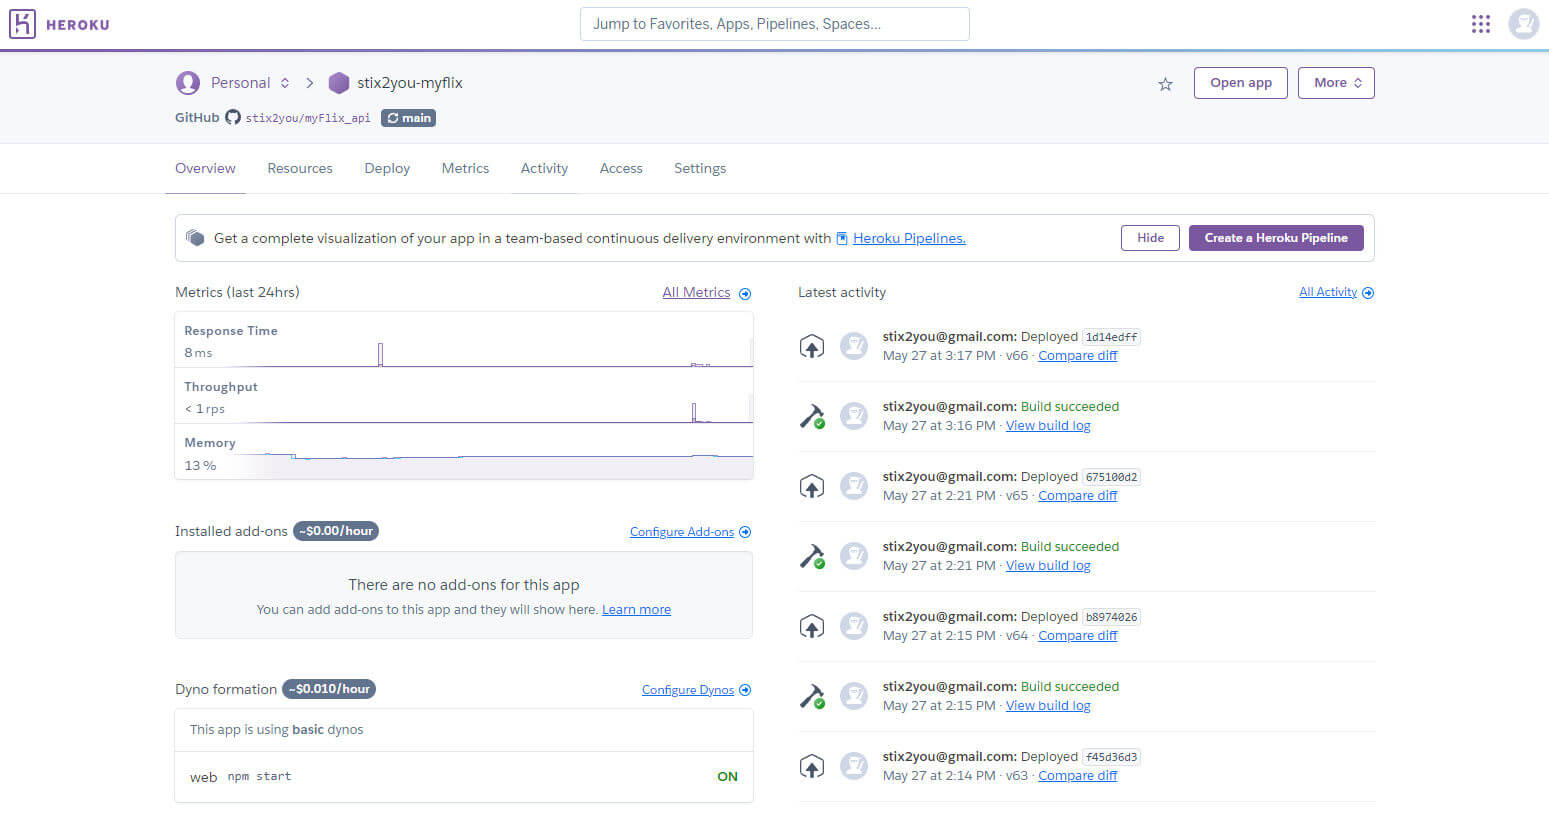 HEROKU
Jump to Favorites, Apps, Pipelines, Spaces...
Personal
stix2you-myflix
Open app
More
GitHub stix2you/myFlix_api main
Overview Resources Deploy Metrics Activity Access Settings
Get a complete visualization of your app in a team-based continuous delivery environment with Heroku Pipelines.
Hide
Create a Heroku Pipeline
Metrics (last 24hrs)
All Metrics
Response Time
8 ms
Throughput
< 1 rps
Memory
13 %
Installed add-ons ~$0.00/hour
Configure Add-ons
There are no add-ons for this app
You can add add-ons to this app and they will show here. Learn more
Dyno formation ~$0.010/hour
Configure Dynos
This app is using basic dynos
web npm start
ON
Latest activity
All Activity
stix2you@gmail.com: Deployed 1d14edff
May 27 at 3:17 PM · v66 · Compare diff
stix2you@gmail.com: Build succeeded
May 27 at 3:16 PM · View build log
stix2you@gmail.com: Deployed 675100d2
May 27 at 2:21 PM · v65 · Compare diff
stix2you@gmail.com: Build succeeded
May 27 at 2:21 PM · View build log
stix2you@gmail.com: Deployed b8974026
May 27 at 2:15 PM · v64 · Compare diff
stix2you@gmail.com: Build succeeded
May 27 at 2:15 PM · View build log
stix2you@gmail.com: Deployed f45d36d3
May 27 at 2:14 PM · v63 · Compare diff